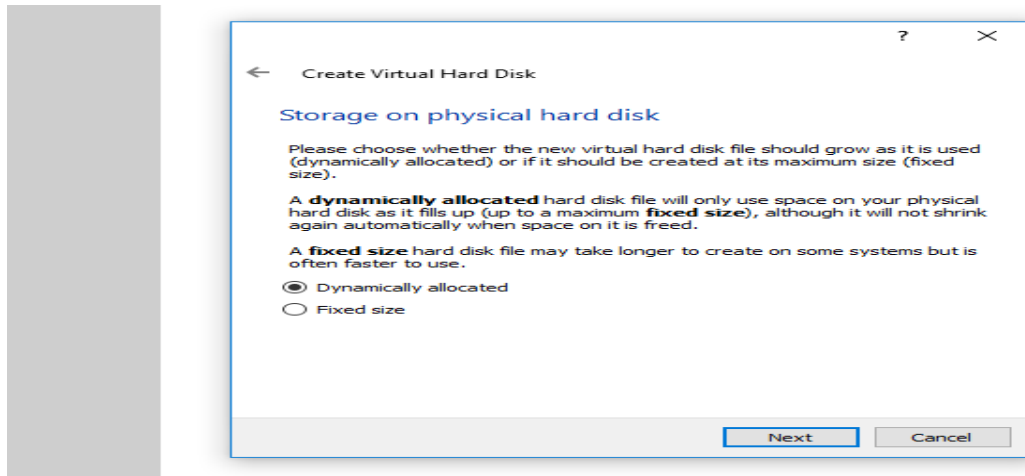 ?
Create Virtual Hard Disk
Storage on physical hard disk
Please choose whether the new virtual hard disk file should grow as it is used
(dynamically allocated) or if it should be created at its maximum size (fixed
size).
A dynamically allocated hard disk file will only use space on your physical
hard disk as it fills up (up to a maximum fixed size), although it will not shrink
again automatically when space on it is freed.
A fixed size hard disk file may take longer to create on some systems but is
often faster to use.
Dynamically allocated
Fixed size
Next Cancel